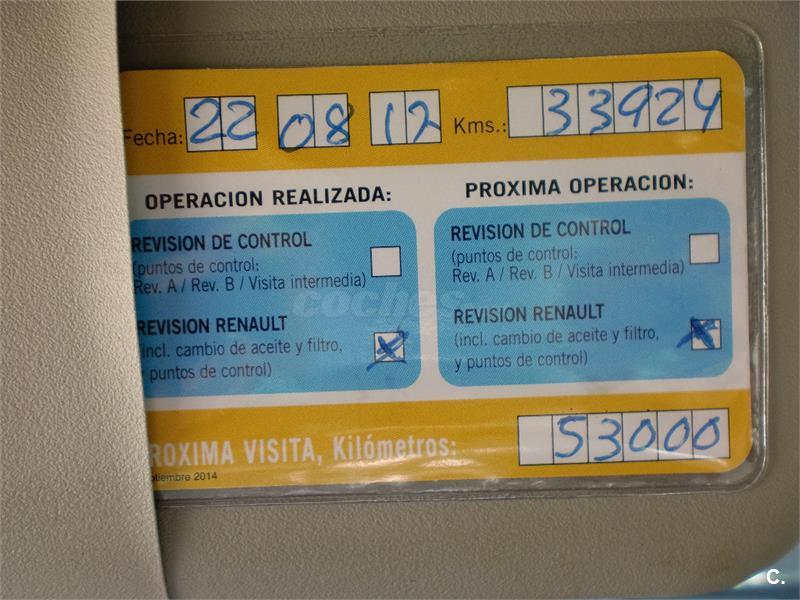 Fecha: 22 08 12 Kms.: 33924
OPERACION REALIZADA:
REVISION DE CONTROL
(puntos de control:
Rev. A / Rev. B / Visita intermedia)
REVISION RENAULT
incl. cambio de aceite y filtro,
y puntos de control)
PROXIMA OPERACION:
REVISION DE CONTROL
(puntos de control:
Rev. A / Rev. B / Visita intermedia)
REVISION RENAULT
(incl. cambio de aceite y filtro,
y puntos de control)
ROXIMA VISITA, Kilómetros: 53000
ptiembre 2014
coches
C.